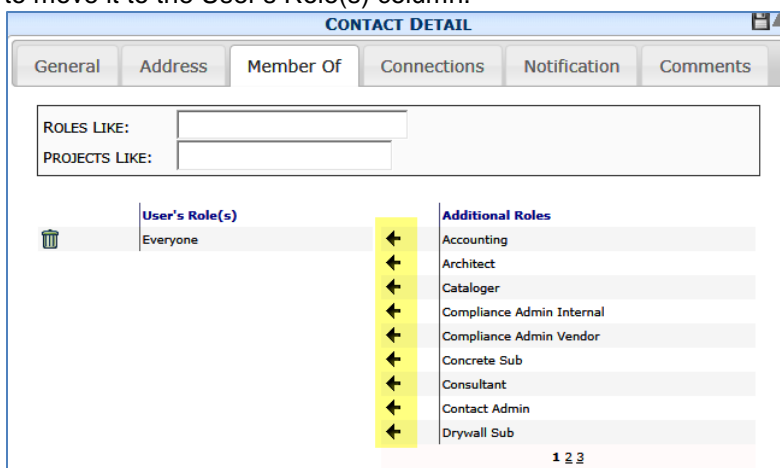 to move it to the User's Role(s) column.
CONTACT DETAIL
General Address Member Of Connections Notification Comments
ROLES LIKE:
PROJECTS LIKE:
User's Role(s) Additional Roles
Everyone Accounting
Architect
Cataloger
Compliance Admin Internal
Compliance Admin Vendor
Concrete Sub
Consultant
Contact Admin
Drywall Sub
1 2 3